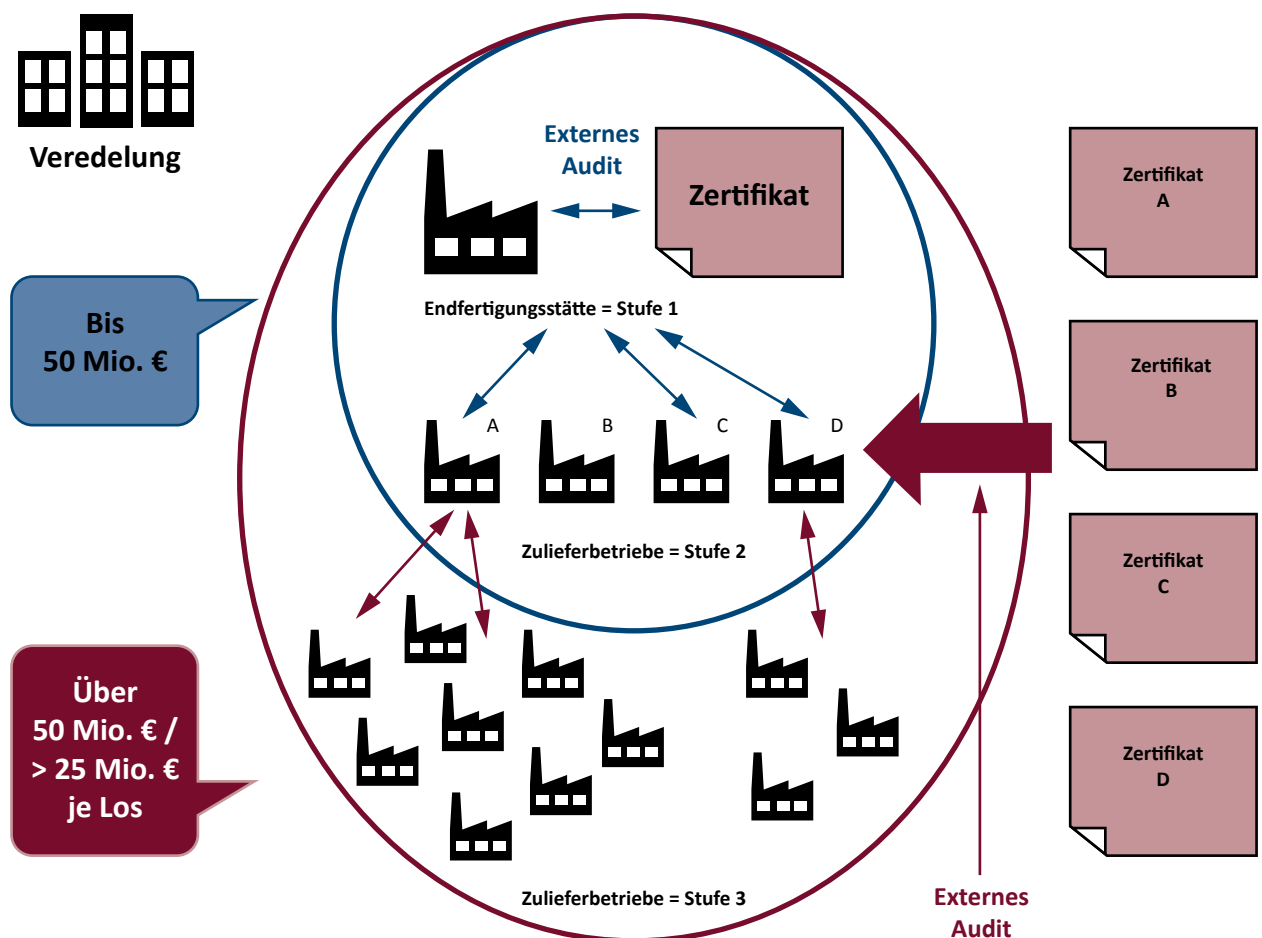 Veredelung
Externes
Audit
Zertifikat
Endfertigungsstätte = Stufe 1
Bis
50 Mio. €
A
B
C
D
Zulieferbetriebe = Stufe 2
Über
50 Mio. € /
> 25 Mio. €
je Los
Zulieferbetriebe = Stufe 3
Externes
Audit
Zertifikat
A
Zertifikat
B
Zertifikat
C
Zertifikat
D